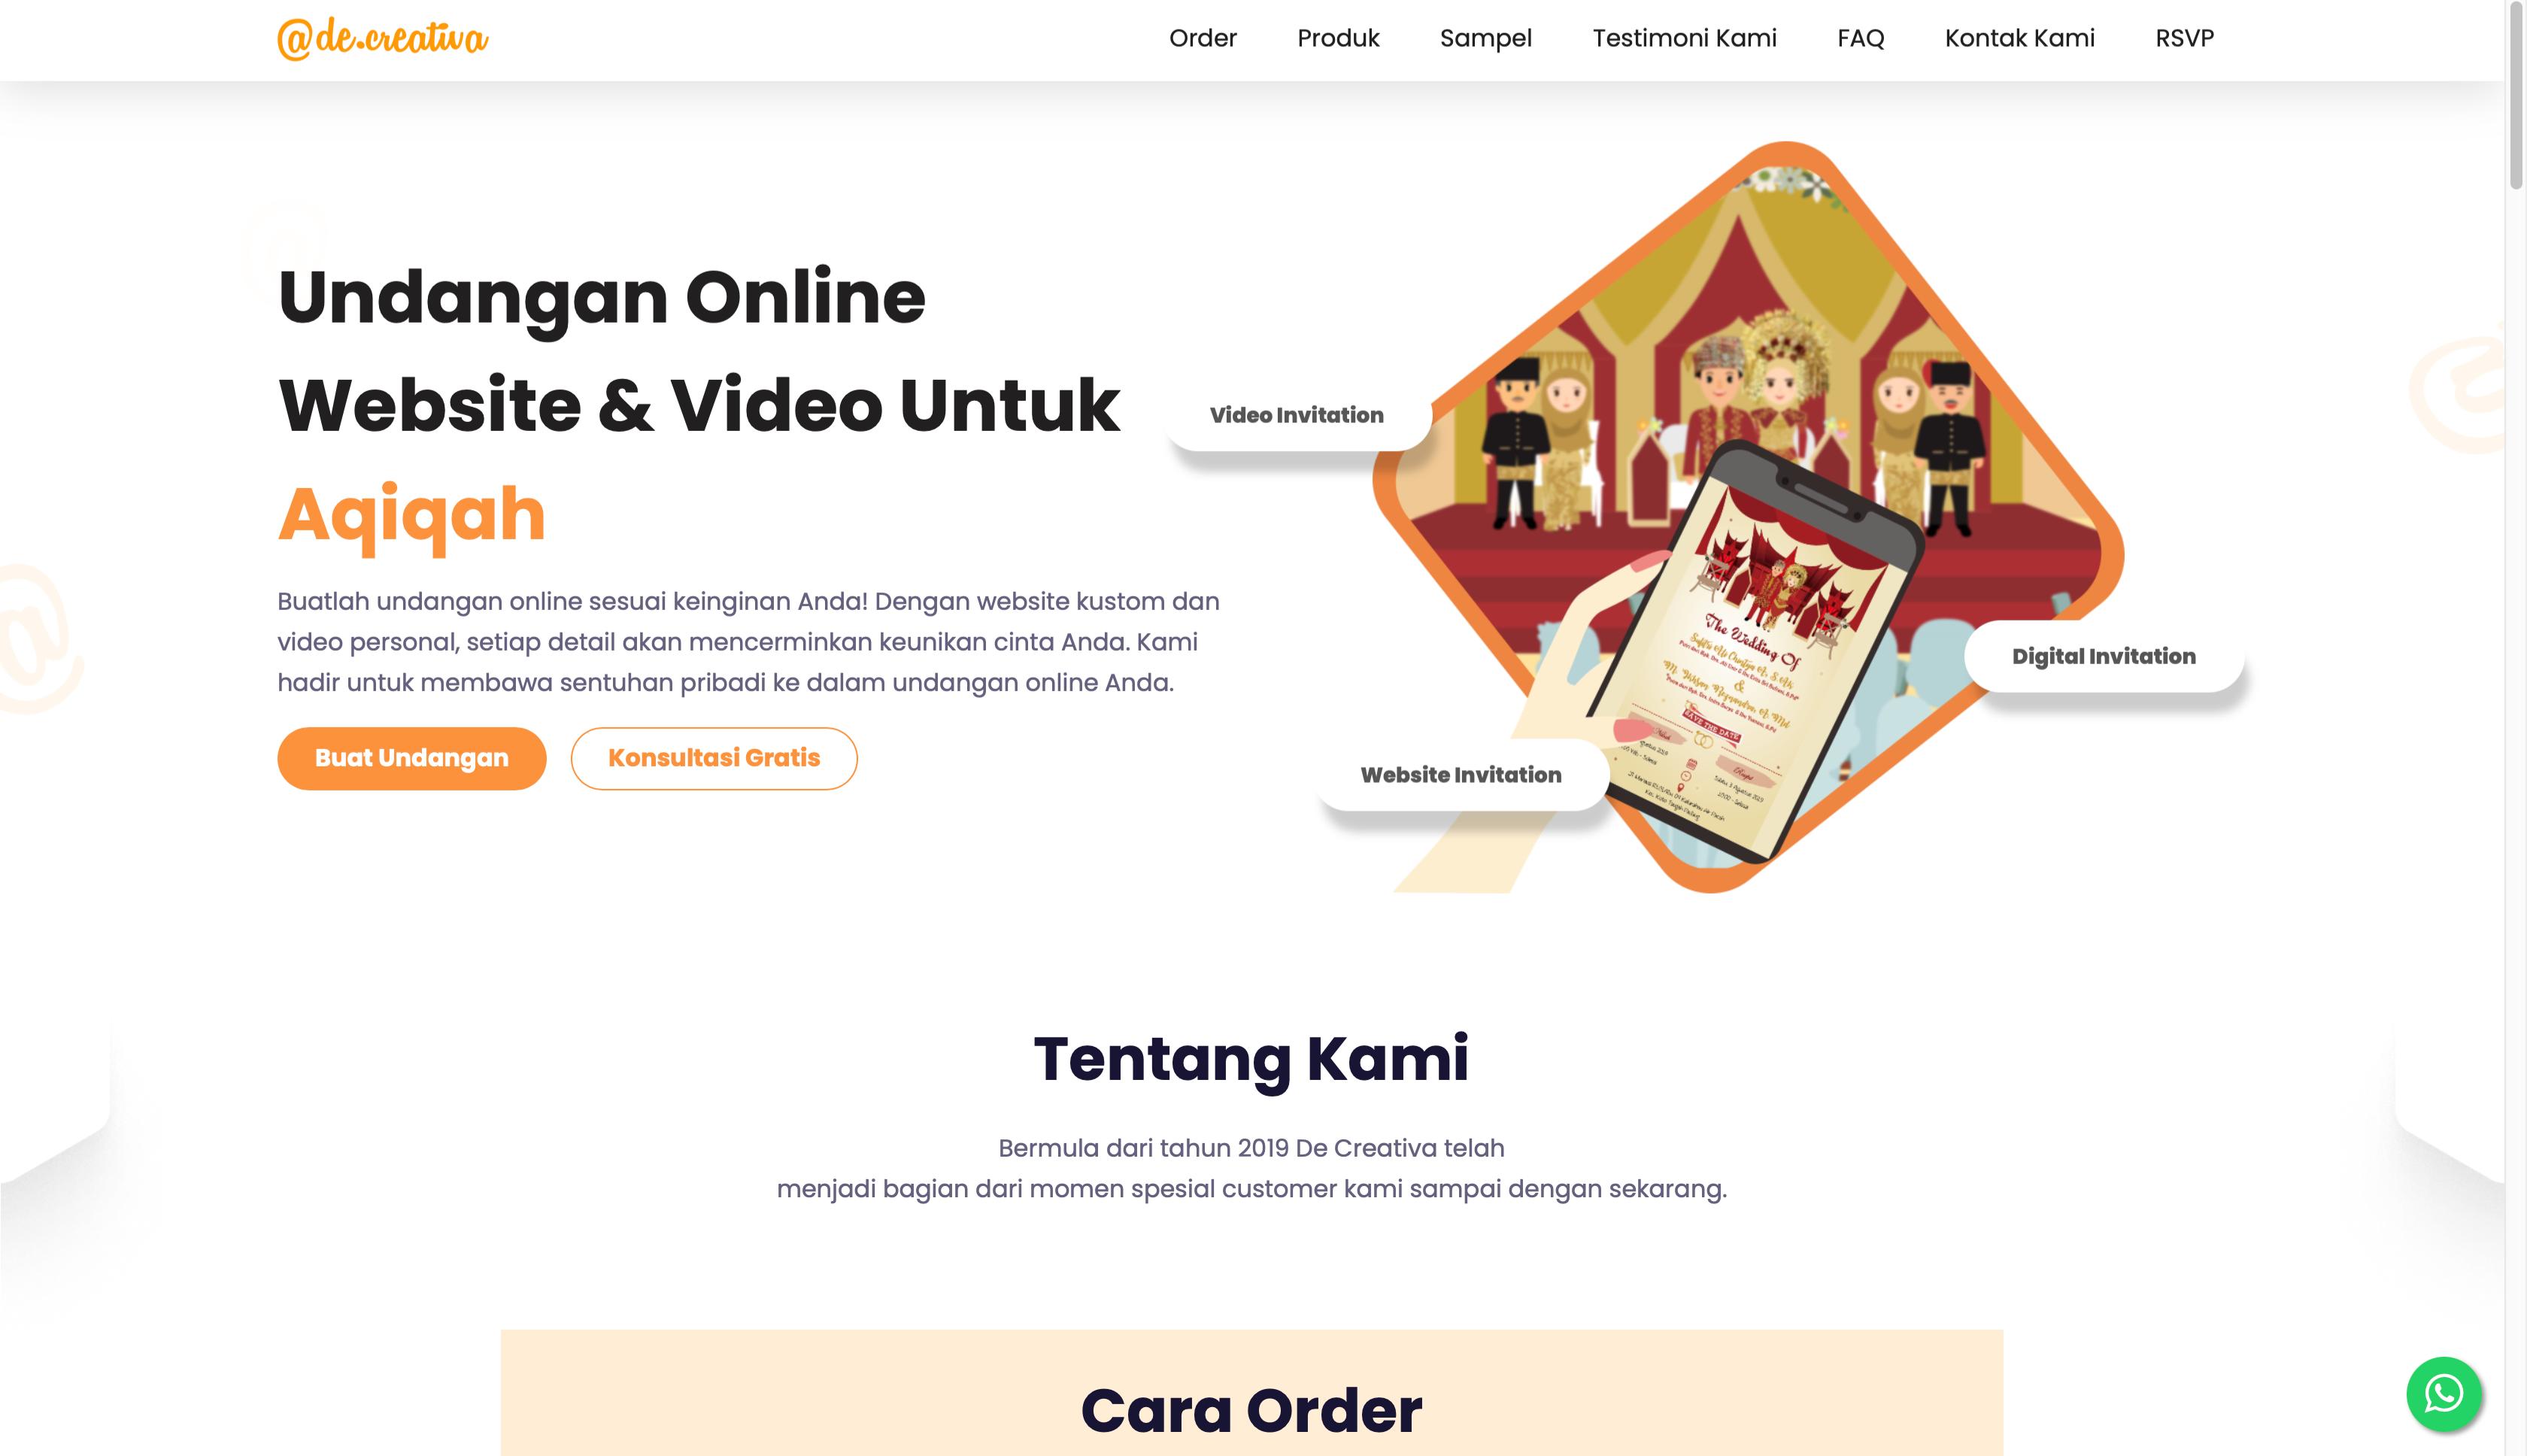 @de.creativa
Order
Produk
Sampel
Testimoni Kami
FAQ
Kontak Kami
RSVP
Undangan Online
Website & Video Untuk
Aqiqah
Buatlah undangan online sesuai keinginan Anda! Dengan website kustom dan
video personal, setiap detail akan mencerminkan keunikan cinta Anda. Kami
hadir untuk membawa sentuhan pribadi ke dalam undangan online Anda.
Buat Undangan
Konsultasi Gratis
Video Invitation
Digital Invitation
Website Invitation
The Wedding Of
&
SAVE THE DATE
Tentang Kami
Bermula dari tahun 2019 De Creativa telah
menjadi bagian dari momen spesial customer kami sampai dengan sekarang.
Cara Order